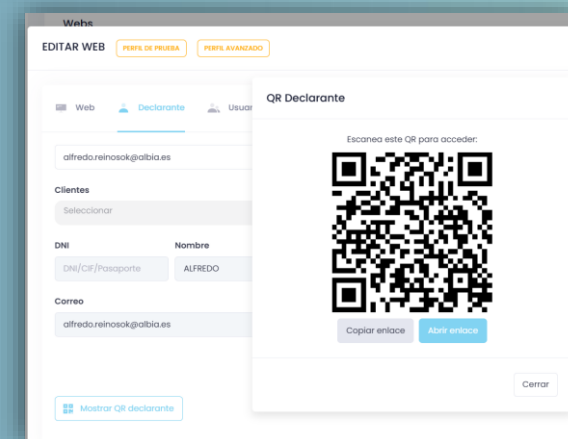 Webs
EDITAR WEB PERFIL DE PRUEBA PERFIL AVANZADO
Web Declarante
QR Declarante
Escanea este QR para acceder:
alfredo.reinosok@albia.es
Clientes
Seleccionar
DNI Nombre
DNI/CIF/Pasaporte ALFREDO
Correo
alfredo.reinosok@albia.es
Copiar enlace Abrir enlace
Cerrar
Mostrar QR declarante